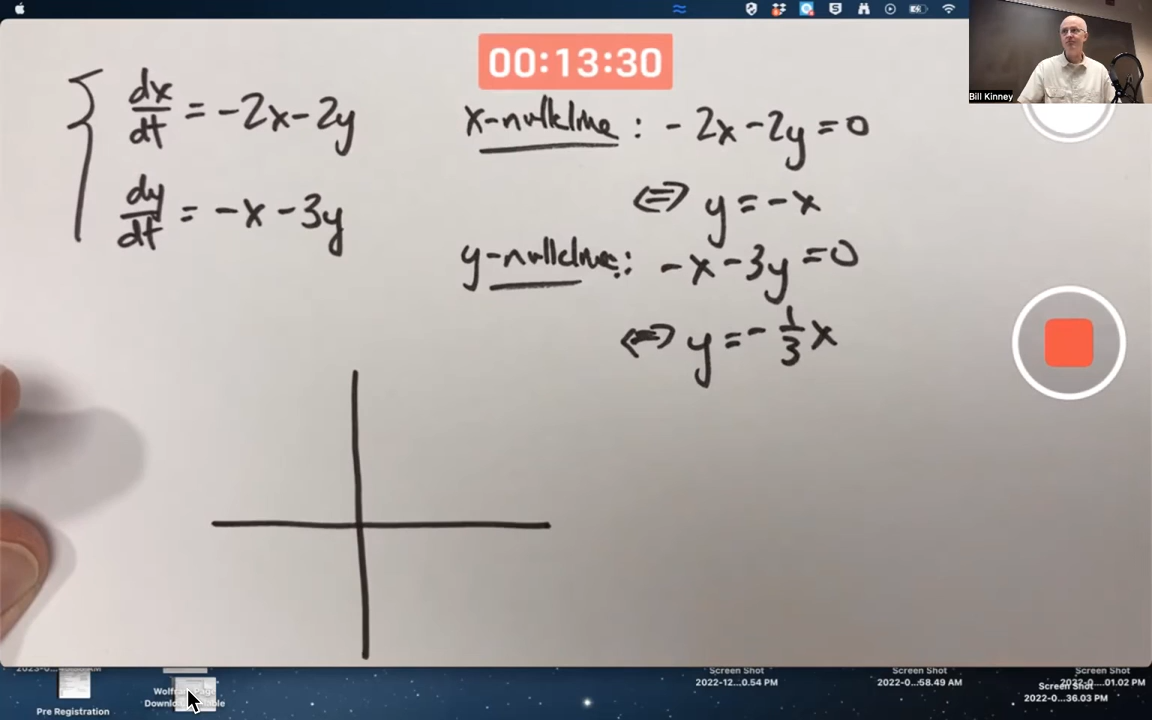 00:13:30
Bill Kinney
dx/dt = -2x-2y
dy/dt = -x-3y
x-nullcline: -2x-2y=0
⟺ y=-x
y-nullcline: -x-3y=0
⟺ y=-1/3 x
Screen Shot
2022-12...0.54 PM
Screen Shot
2022-0...58.49 AM
Screen Shot
2022-0...36.03 PM
2022-0...01.02 PM
Pre Registration